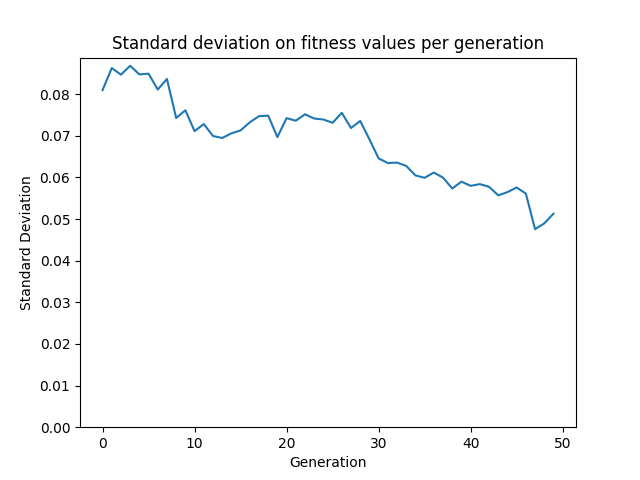 Standard deviation on fitness values per generation
0.08
0.07
0.06
0.05
0.04
0.03
0.02
0.01
0.00
Standard Deviation
0 10 20 30 40 50
Generation